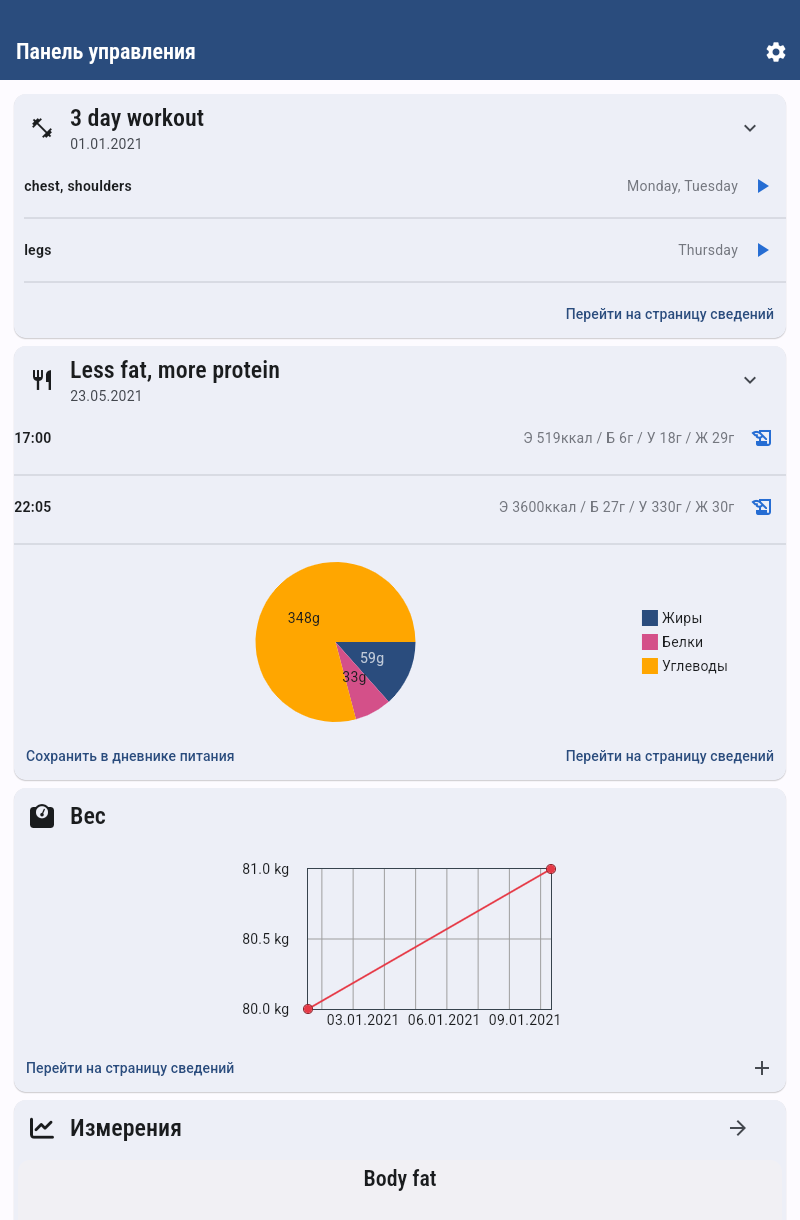 Панель управления
3 day workout
01.01.2021
chest, shoulders Monday, Tuesday
legs Thursday
Перейти на страницу сведений
Less fat, more protein
23.05.2021
17:00 Э 519ккал / Б 6г / У 18г / Ж 29г
22:05 Э 3600ккал / Б 27г / У 330г / Ж 30г
348g
59g
33g
Жиры
Белки
Углеводы
Сохранить в дневнике питания Перейти на страницу сведений
Вес
81.0 kg
80.5 kg
80.0 kg
03.01.2021 06.01.2021 09.01.2021
Перейти на страницу сведений
Измерения
Body fat